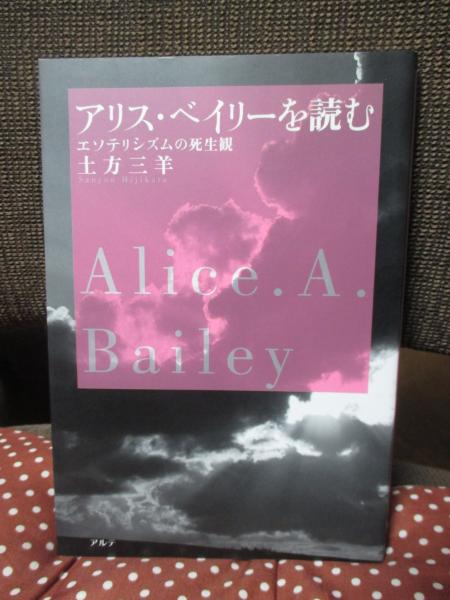 アリス・ベイリーを読む
エソテリシズムの死生観
土方三羊
Sanyou Hijikata
Alice.A.
Bailey
アルテ